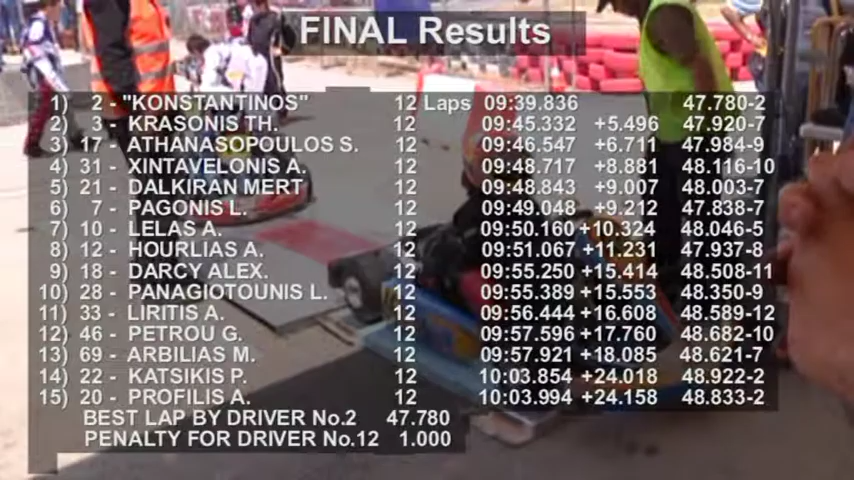 FINAL Results
1) 2 - "KONSTANTINOS" 12 Laps 09:39.836 47.780-2
2) 3 - KRASONIS TH. 12 09:45.332 +5.496 47.920-7
3) 17 - ATHANASOPOULOS S. 12 09:46.547 +6.711 47.984-9
4) 31 - XINTAVELONIS A. 12 09:48.717 +8.881 48.116-10
5) 21 - DALKIRAN MERT 12 09:48.843 +9.007 48.003-7
6) 7 - PAGONIS L. 12 09:49.048 +9.212 47.838-7
7) 10 - LELAS A. 12 09:50.160 +10.324 48.046-5
8) 12 - HOURLIAS A. 12 09:51.067 +11.231 47.937-8
9) 18 - DARCY ALEX. 12 09:55.250 +15.414 48.508-11
10) 28 - PANAGIOTOUNIS L. 12 09:55.389 +15.553 48.350-9
11) 33 - LIRITIS A. 12 09:56.444 +16.608 48.589-12
12) 46 - PETROU G. 12 09:57.596 +17.760 48.682-10
13) 69 - ARBILIAS M. 12 09:57.921 +18.085 48.621-7
14) 22 - KATSIKIS P. 12 10:03.854 +24.018 48.922-2
15) 20 - PROFILIS A. 12 10:03.994 +24.158 48.833-2
BEST LAP BY DRIVER No.2 47.780
PENALTY FOR DRIVER No.12 1.000